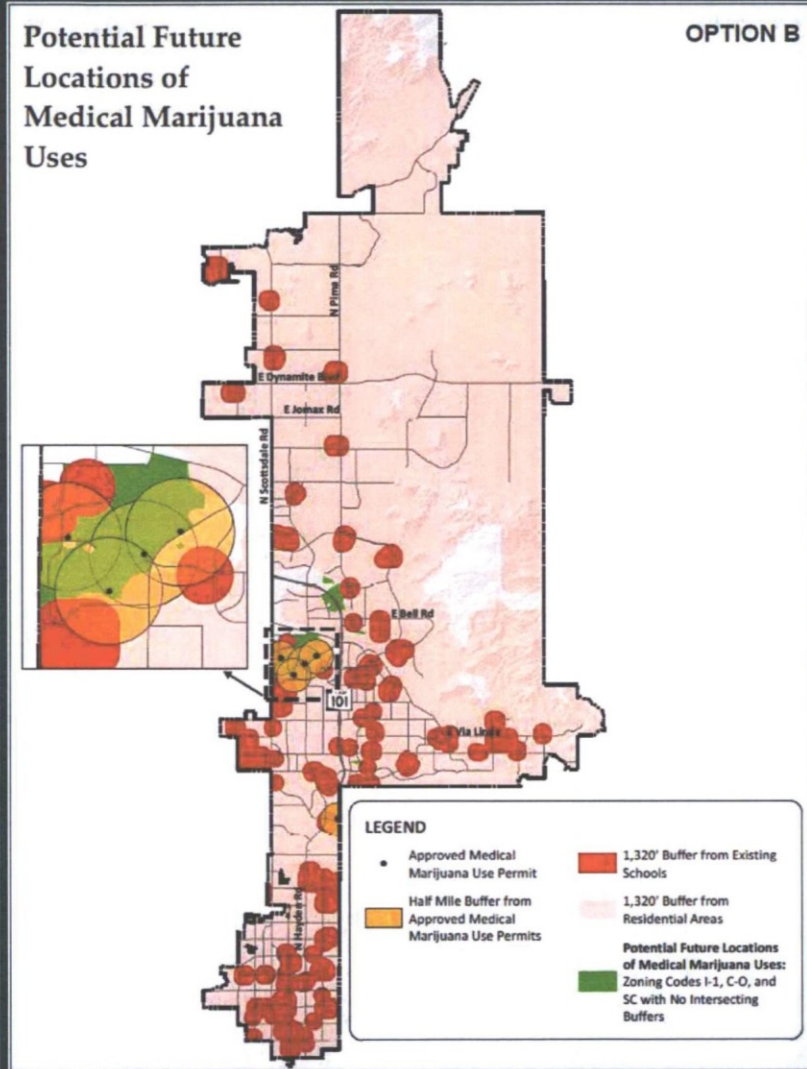 Potential Future
Locations of
Medical Marijuana
Uses
OPTION B
N Pima Rd
E Dynamite Blvd
E Jomax Rd
N Scottsdale Rd
E Bell Rd
101
E Via Linda
N Hayden Rd
LEGEND
Approved Medical
Marijuana Use Permit
Half Mile Buffer from
Approved Medical
Marijuana Use Permits
1,320' Buffer from Existing
Schools
1,320' Buffer from
Residential Areas
Potential Future Locations
of Medical Marijuana Uses:
Zoning Codes I-1, C-O, and
SC with No Intersecting
Buffers